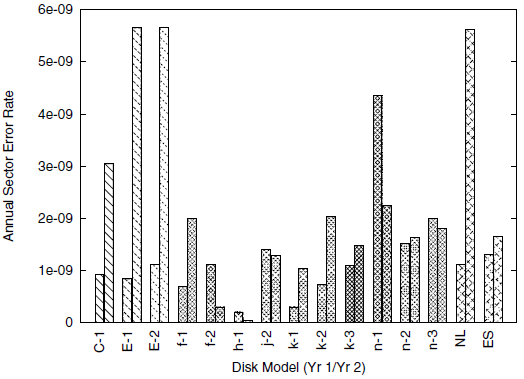 6e-09
5e-09
4e-09
3e-09
2e-09
1e-09
0
Annual Sector Error Rate
C-1 E-1 E-2 f-1 f-2 h-1 j-2 k-1 k-2 k-3 n-1 n-2 n-3 NL ES
Disk Model (Yr 1/Yr 2)